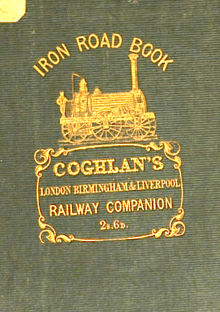 IRON ROAD BOOK
COGHLAN'S
LONDON BIRMINGHAM & LIVERPOOL
RAILWAY COMPANION
2s.6D.